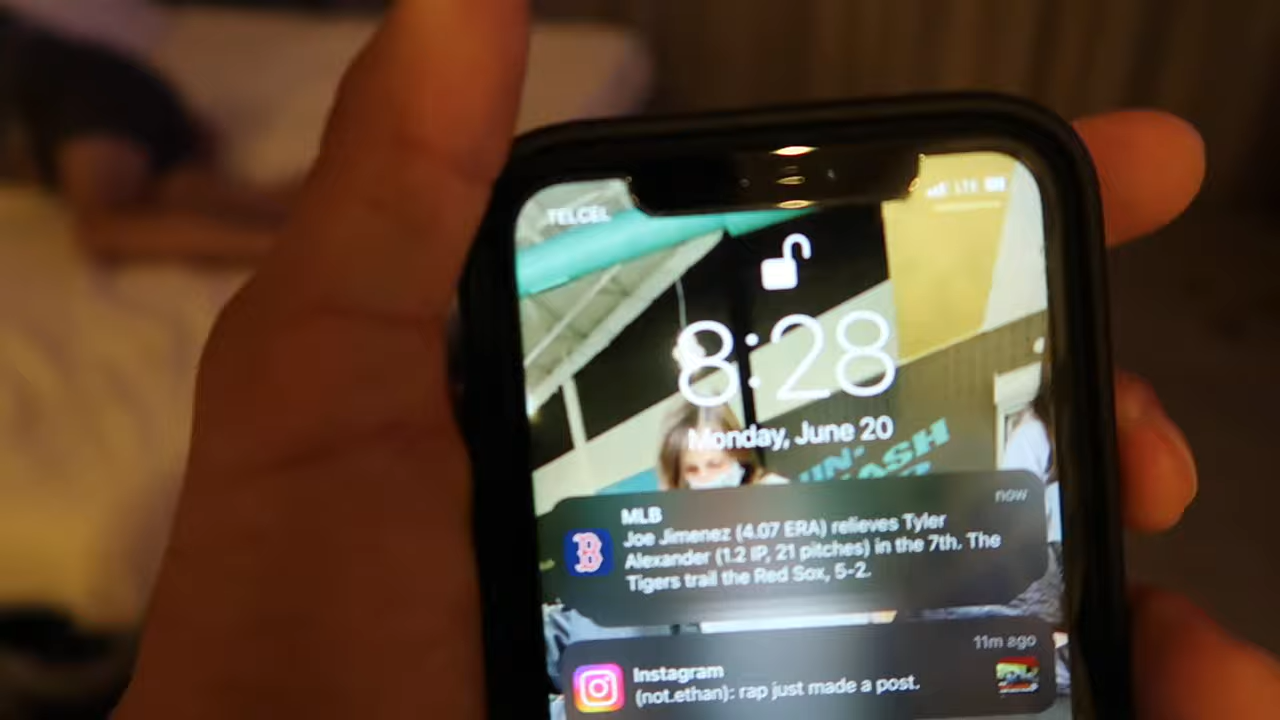 TELCEL
LTE
8:28
Monday, June 20
now
MLB
Joe Jimenez (4.07 ERA) relieves Tyler
Alexander (1.2 IP, 21 pitches) in the 7th. The
Tigers trail the Red Sox, 5-2.
B
11m ago
Instagram
(not.ethan): rap just made a post.